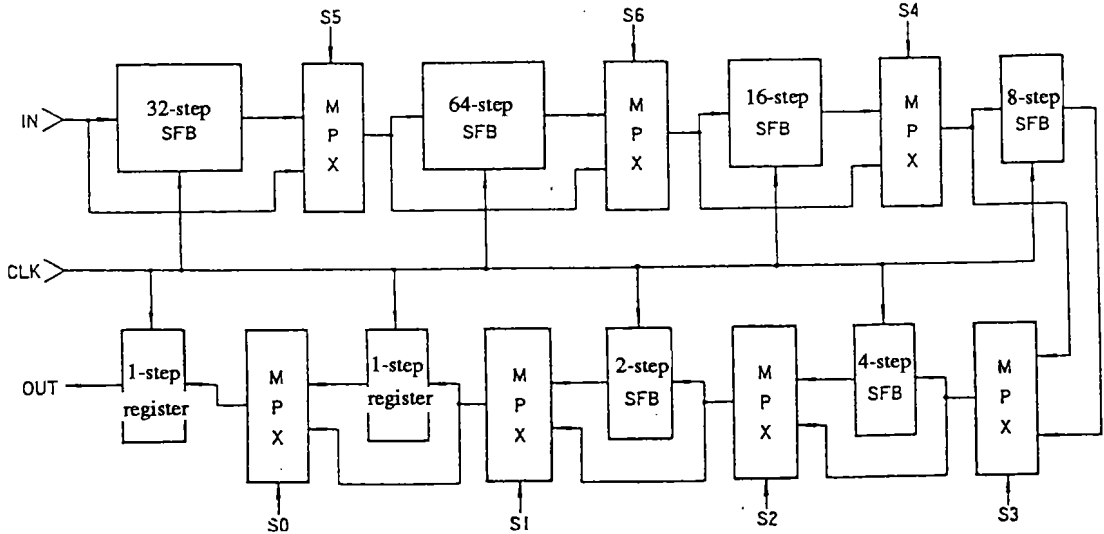 S5
S6
S4
IN
32-step
SFB
M
P
X
64-step
SFB
M
P
X
16-step
SFB
M
P
X
8-step
SFB
CLK
OUT
1-step
register
M
P
X
1-step
register
M
P
X
2-step
SFB
M
P
X
4-step
SFB
M
P
X
S0
S1
S2
S3